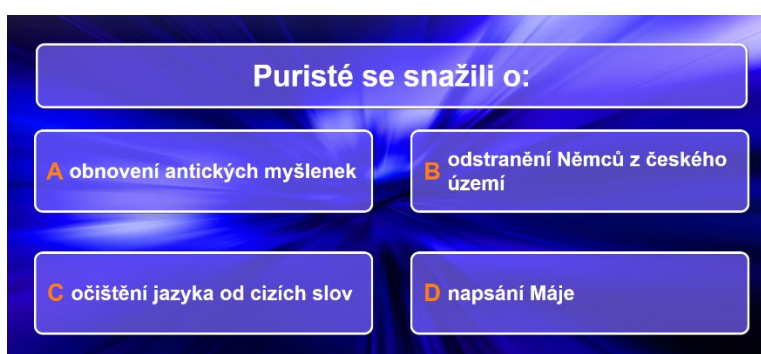 Puristé se snažili o:
A obnovení antických myšlenek
B odstranění Němců z českého
území
C očištění jazyka od cizích slov
D napsání Máje